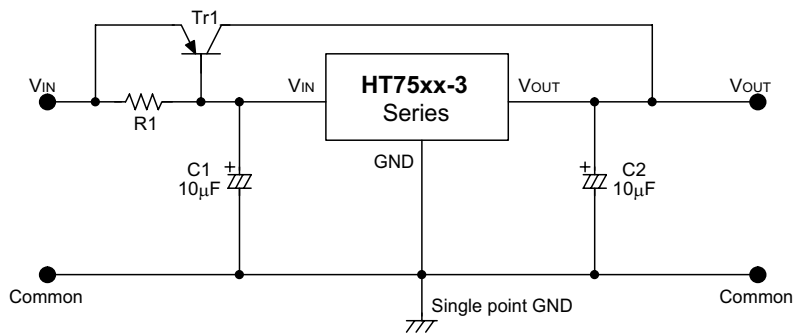 Tr1
VIN
R1
VIN
HT75xx-3
Series
VOUT
VOUT
GND
C1
10μF
C2
10μF
Common
Single point GND
Common